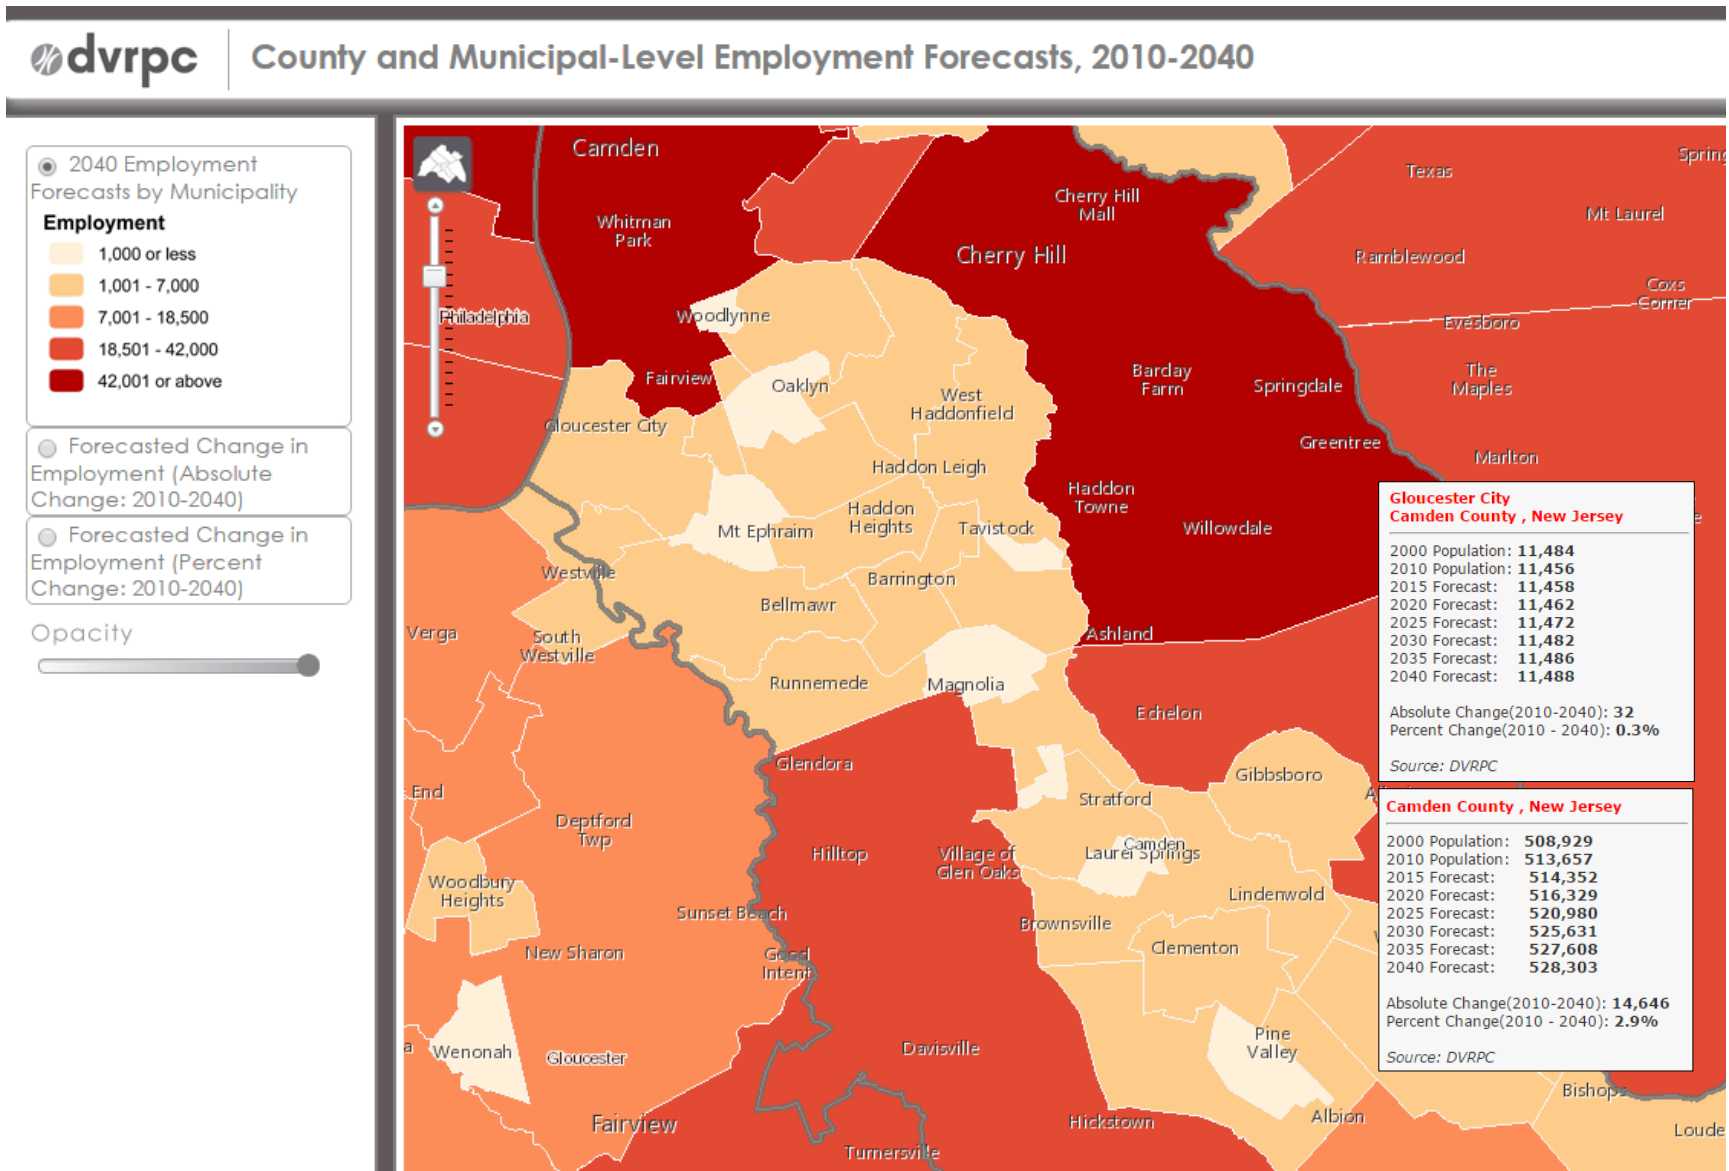 dvrpc
County and Municipal-Level Employment Forecasts, 2010-2040
2040 Employment
Forecasts by Municipality
Employment
1,000 or less
1,001 - 7,000
7,001 - 18,500
18,501 - 42,000
42,001 or above
Forecasted Change in
Employment (Absolute
Change: 2010-2040)
Forecasted Change in
Employment (Percent
Change: 2010-2040)
Opacity
Camden
Whitman
Park
Cherry Hill
Mall
Cherry Hill
Texas
Spring
Mt Laurel
Ramblewood
Coxs
Corner
Evesboro
Philadelphia
Woodlynne
Fairview
Oaklyn
Gloucester City
West
Haddonfield
Barclay
Farm
Springdale
The
Maples
Greentree
Marlton
Haddon Leigh
Haddon
Heights
Haddon
Towne
Mt Ephraim
Tavistock
Willowdale
Westville
Barrington
Bellmawr
Verga
South
Westville
Ashland
Runnemede
Magnolia
Echelon
Glendora
Gibbsboro
End
Stratford
Deptford
Twp
Hilltop
Village of
Glen Oaks
Camden
Laurel Springs
Woodbury
Heights
Lindenwold
Sunset Beach
Brownsville
Clementon
New Sharon
Good
Intent
Pine
Valley
Wenonah
Gloucester
Davisville
Bishops
Fairview
Hickstown
Albion
Loude
Turnersville
Gloucester City
Camden County , New Jersey
2000 Population: 11,484
2010 Population: 11,456
2015 Forecast: 11,458
2020 Forecast: 11,462
2025 Forecast: 11,472
2030 Forecast: 11,482
2035 Forecast: 11,486
2040 Forecast: 11,488
Absolute Change(2010-2040): 32
Percent Change(2010 - 2040): 0.3%
Source: DVRPC
Camden County , New Jersey
2000 Population: 508,929
2010 Population: 513,657
2015 Forecast: 514,352
2020 Forecast: 516,329
2025 Forecast: 520,980
2030 Forecast: 525,631
2035 Forecast: 527,608
2040 Forecast: 528,303
Absolute Change(2010-2040): 14,646
Percent Change(2010 - 2040): 2.9%
Source: DVRPC